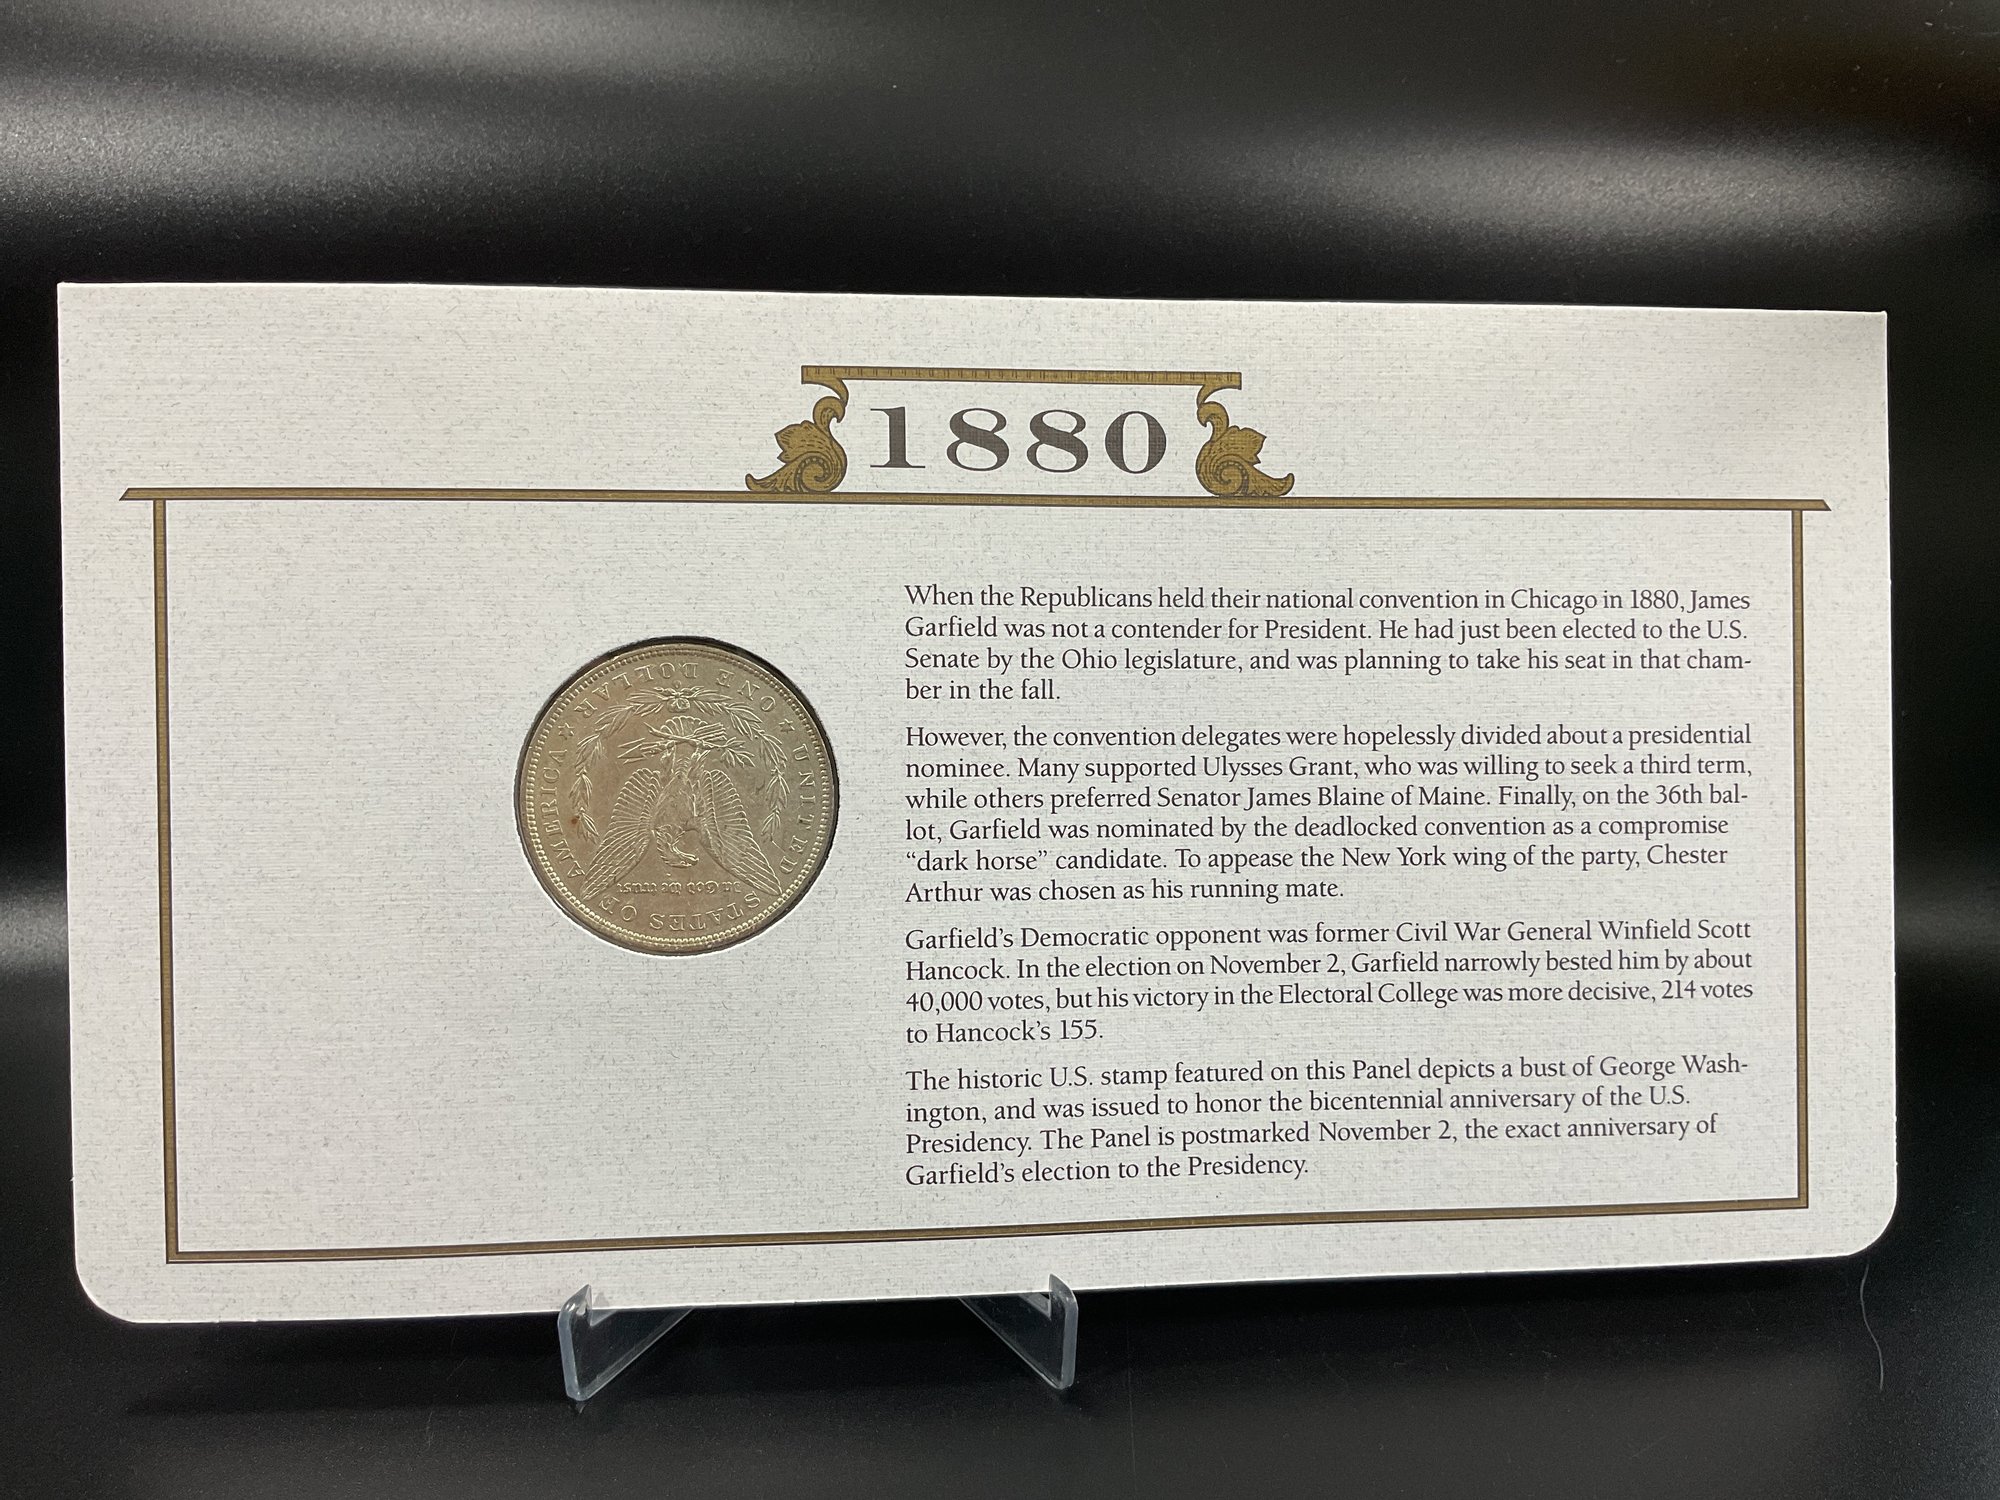 1880
ONE DOLLAR
UNITED STATES OF AMERICA
In God we trust
When the Republicans held their national convention in Chicago in 1880, James
Garfield was not a contender for President. He had just been elected to the U.S.
Senate by the Ohio legislature, and was planning to take his seat in that cham-
ber in the fall.
However, the convention delegates were hopelessly divided about a presidential
nominee. Many supported Ulysses Grant, who was willing to seek a third term,
while others preferred Senator James Blaine of Maine. Finally, on the 36th bal-
lot, Garfield was nominated by the deadlocked convention as a compromise
“dark horse” candidate. To appease the New York wing of the party, Chester
Arthur was chosen as his running mate.
Garfield’s Democratic opponent was former Civil War General Winfield Scott
Hancock. In the election on November 2, Garfield narrowly bested him by about
40,000 votes, but his victory in the Electoral College was more decisive, 214 votes
to Hancock’s 155.
The historic U.S. stamp featured on this Panel depicts a bust of George Wash-
ington, and was issued to honor the bicentennial anniversary of the U.S.
Presidency. The Panel is postmarked November 2, the exact anniversary of
Garfield’s election to the Presidency.